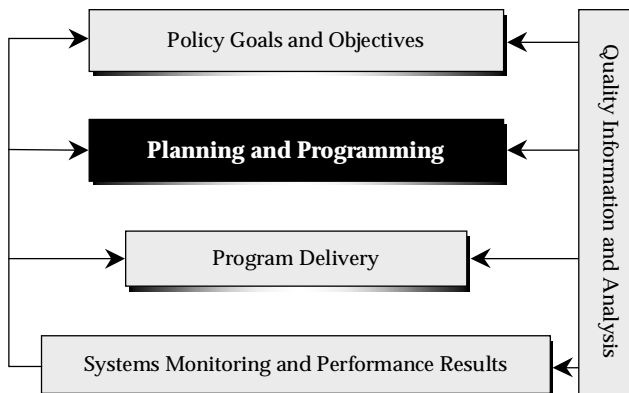 Policy Goals and Objectives
Planning and Programming
Program Delivery
Systems Monitoring and Performance Results
Quality Information and Analysis